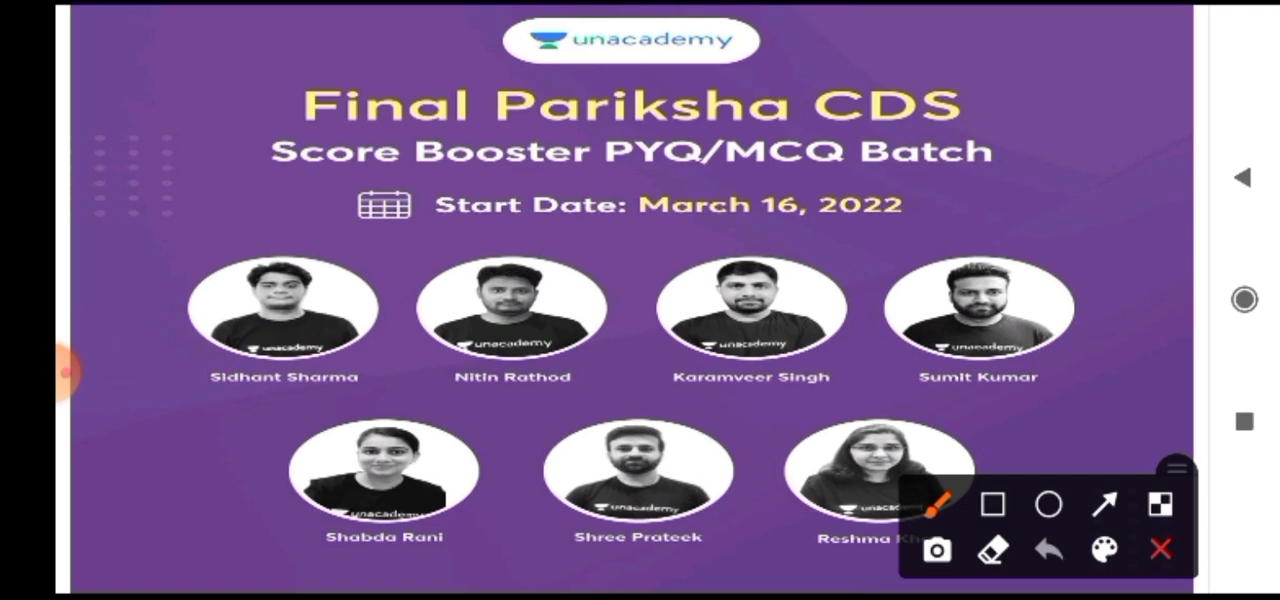 unacademy
Final Pariksha CDS
Score Booster PYQ/MCQ Batch
Start Date: March 16, 2022
unacademy unacademy unacademy unacademy
Sidhant Sharma Nitin Rathod Karamveer Singh Sumit Kumar
unacademy unacademy
Shabda Rani Shree Prateek Reshma